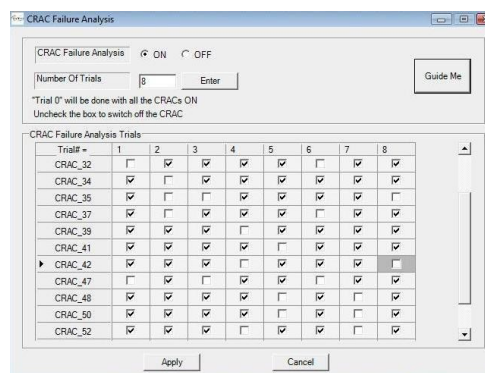 CRAC Failure Analysis
CRAC Failure Analysis ON OFF
Number Of Trials 8 Enter
Guide Me
"Trial 0" will be done with all the CRACs ON
Uncheck the box to switch off the CRAC
CRAC Failure Analysis Trials
Trial# = 1 2 3 4 5 6 7 8
CRAC_32
CRAC_34
CRAC_35
CRAC_37
CRAC_39
CRAC_41
CRAC_42
CRAC_47
CRAC_48
CRAC_50
CRAC_52
Apply Cancel